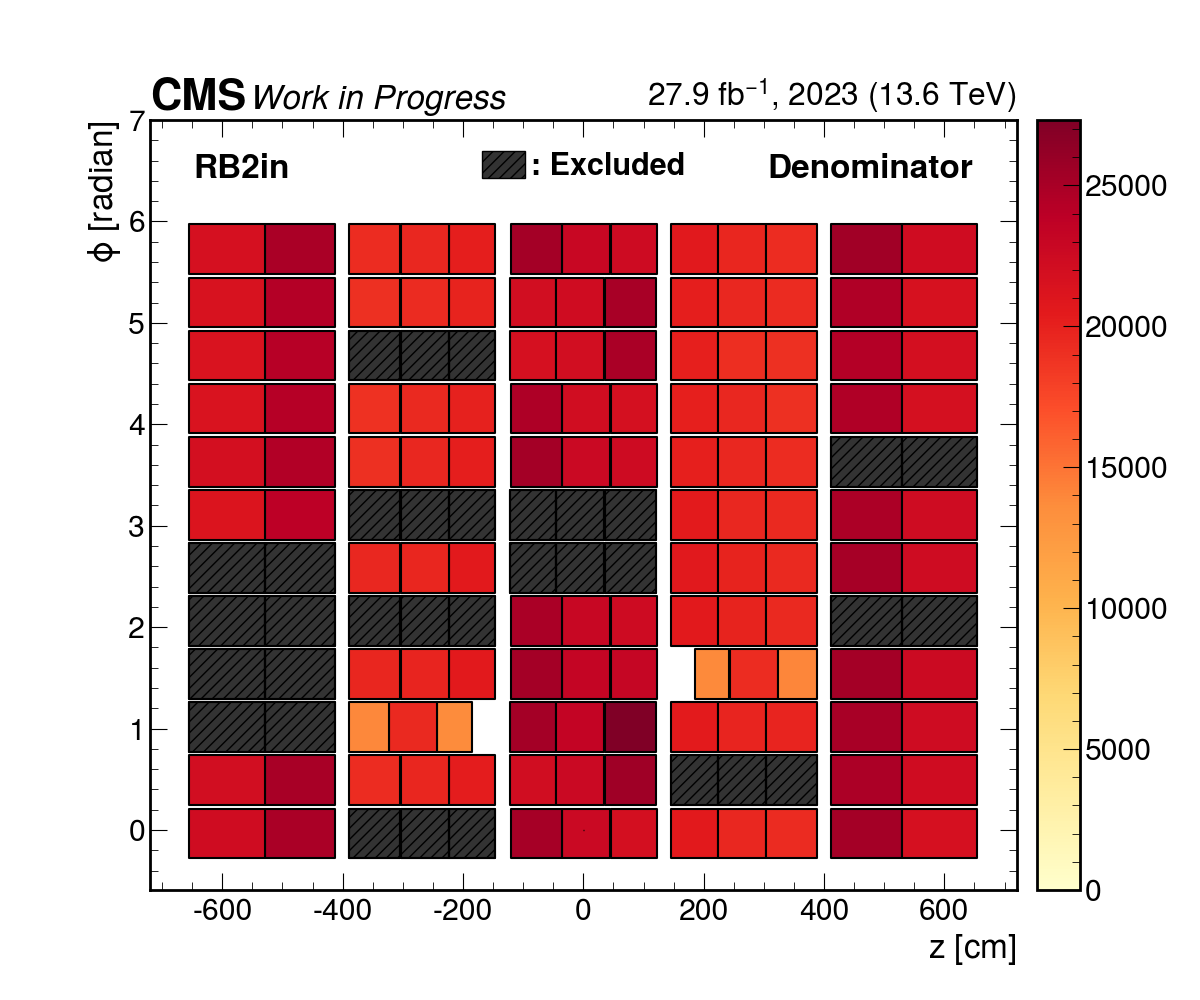 CMS Work in Progress 27.9 fb⁻¹, 2023 (13.6 TeV)
RB2in : Excluded Denominator
ϕ [radian]
7
6
5
4
3
2
1
0
-600 -400 -200 0 200 400 600
z [cm]
25000
20000
15000
10000
5000
0